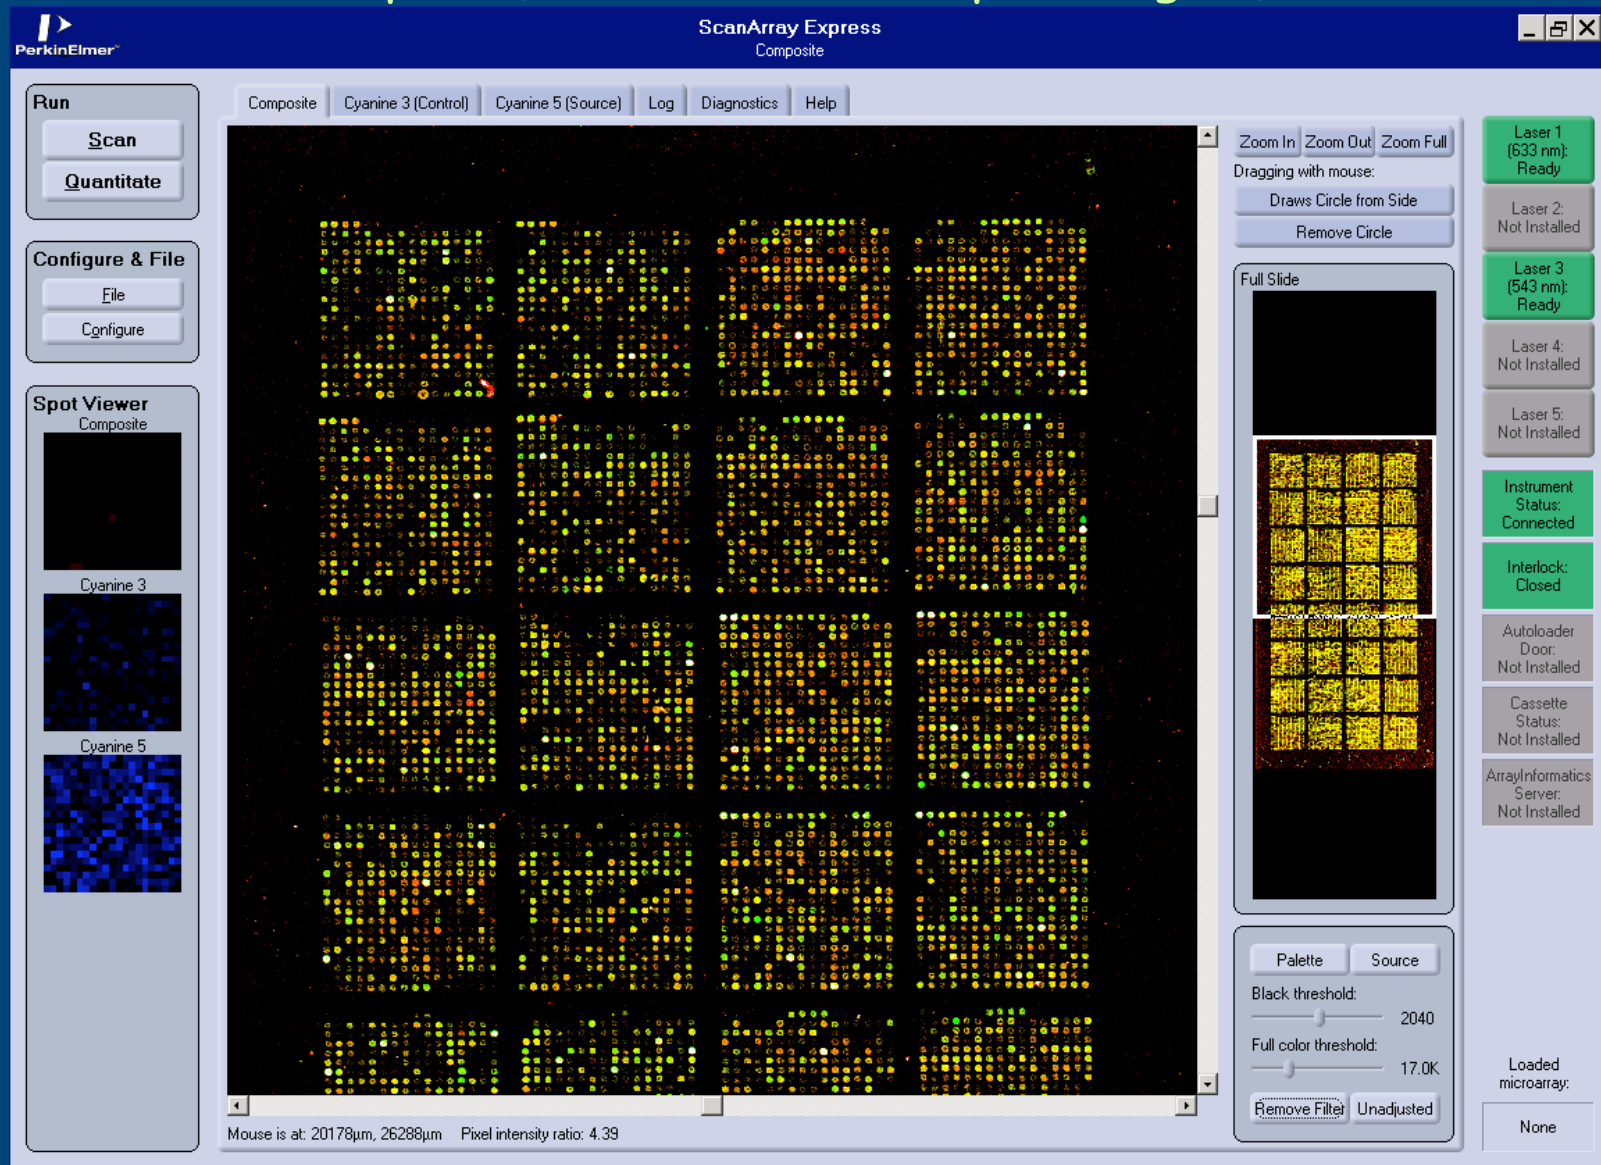 PerkinElmer™
ScanArray Express
Composite
Run
Scan
Quantitate
Configure & File
File
Configure
Spot Viewer
Composite
Cyanine 3
Cyanine 5
Composite
Cyanine 3 (Control)
Cyanine 5 (Source)
Log
Diagnostics
Help
Mouse is at: 20178µm, 26288µm
Pixel intensity ratio: 4.39
Zoom In
Zoom Out
Zoom Full
Dragging with mouse:
Draws Circle from Side
Remove Circle
Full Slide
Palette
Source
Black threshold:
2040
Full color threshold:
17.0K
Remove Filter
Unadjusted
Laser 1
(633 nm):
Ready
Laser 2:
Not Installed
Laser 3
(543 nm):
Ready
Laser 4:
Not Installed
Laser 5:
Not Installed
Instrument
Status:
Connected
Interlock:
Closed
Autoloader
Door:
Not Installed
Cassette
Status:
Not Installed
ArrayInformatics
Server:
Not Installed
Loaded
microarray:
None